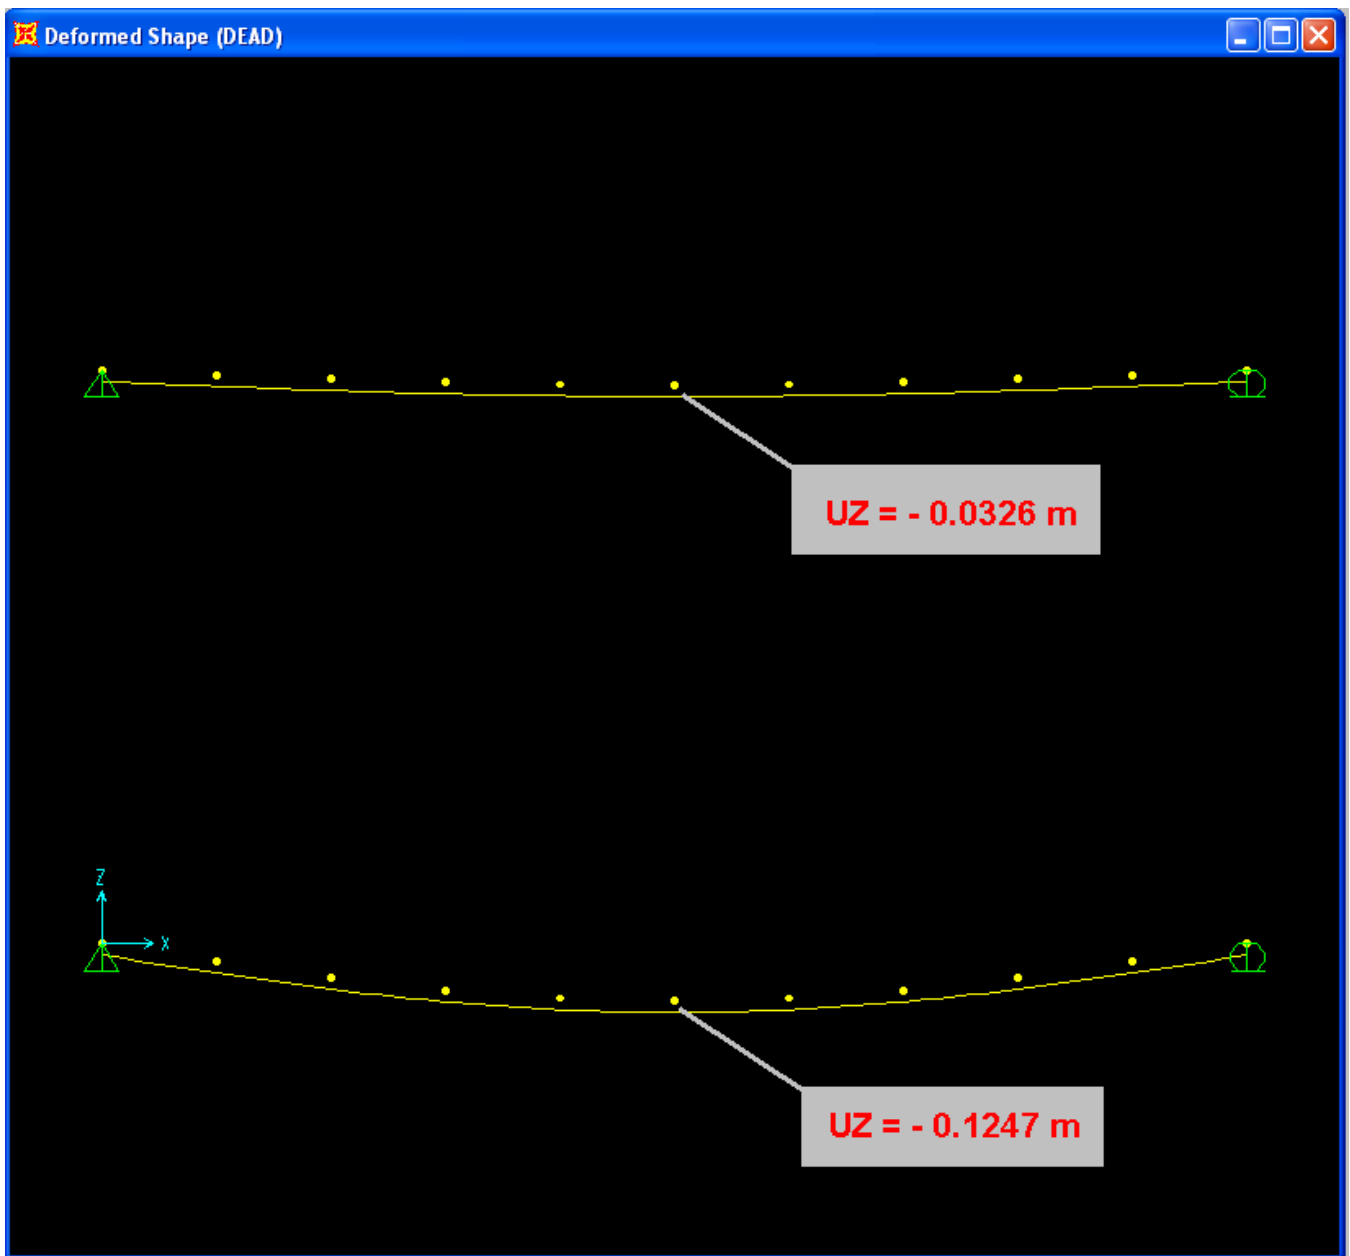 Deformed Shape (DEAD)
UZ = - 0.0326 m
Z
X
UZ = - 0.1247 m